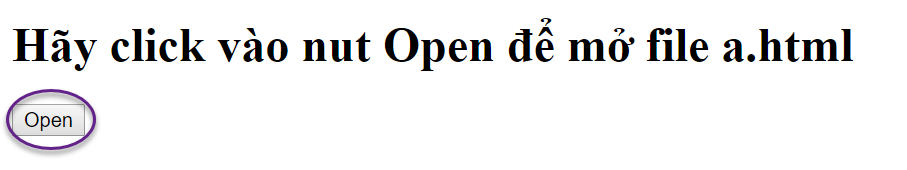 Hãy click vào nut Open để mở file a.html
Open